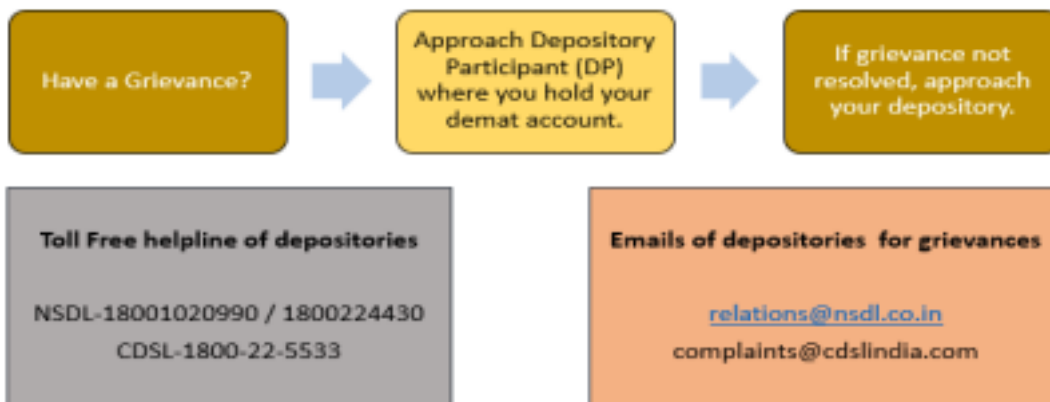 Have a Grievance?
Approach Depository
Participant (DP)
where you hold your
demat account.
If grievance not
resolved, approach
your depository.
Toll Free helpline of depositories
NSDL-18001020990 / 1800224430
CDSL-1800-22-5533
Emails of depositories for grievances
relations@nsdl.co.in
complaints@cdslindia.com